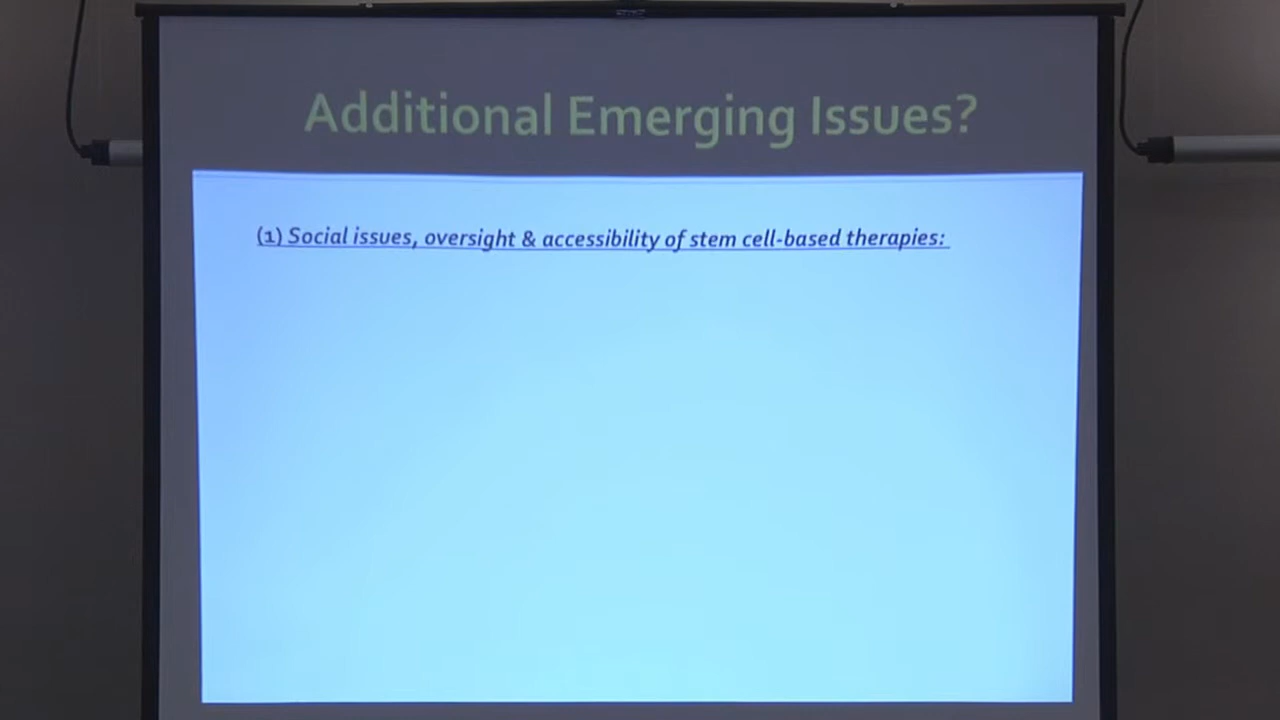 Additional Emerging Issues?
(1) Social issues, oversight & accessibility of stem cell-based therapies: